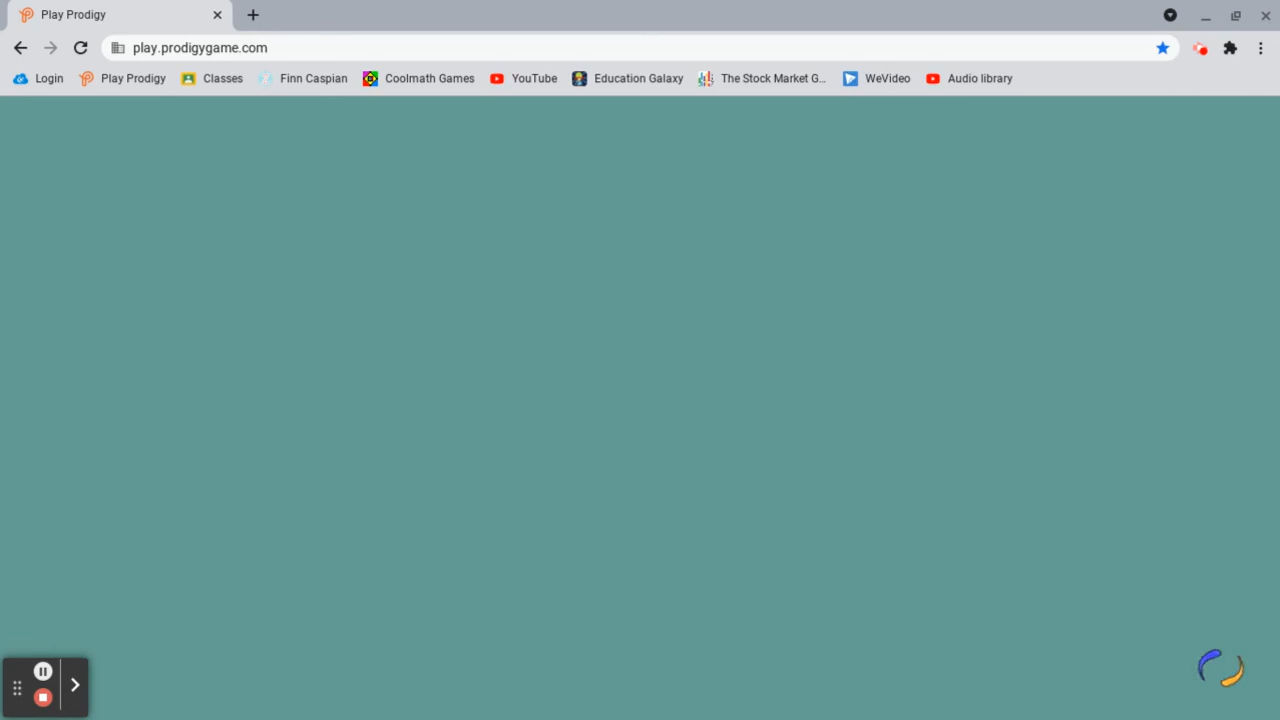 Play Prodigy
play.prodigygame.com
Login Play Prodigy Classes Finn Caspian Coolmath Games YouTube Education Galaxy The Stock Market G... WeVideo Audio library